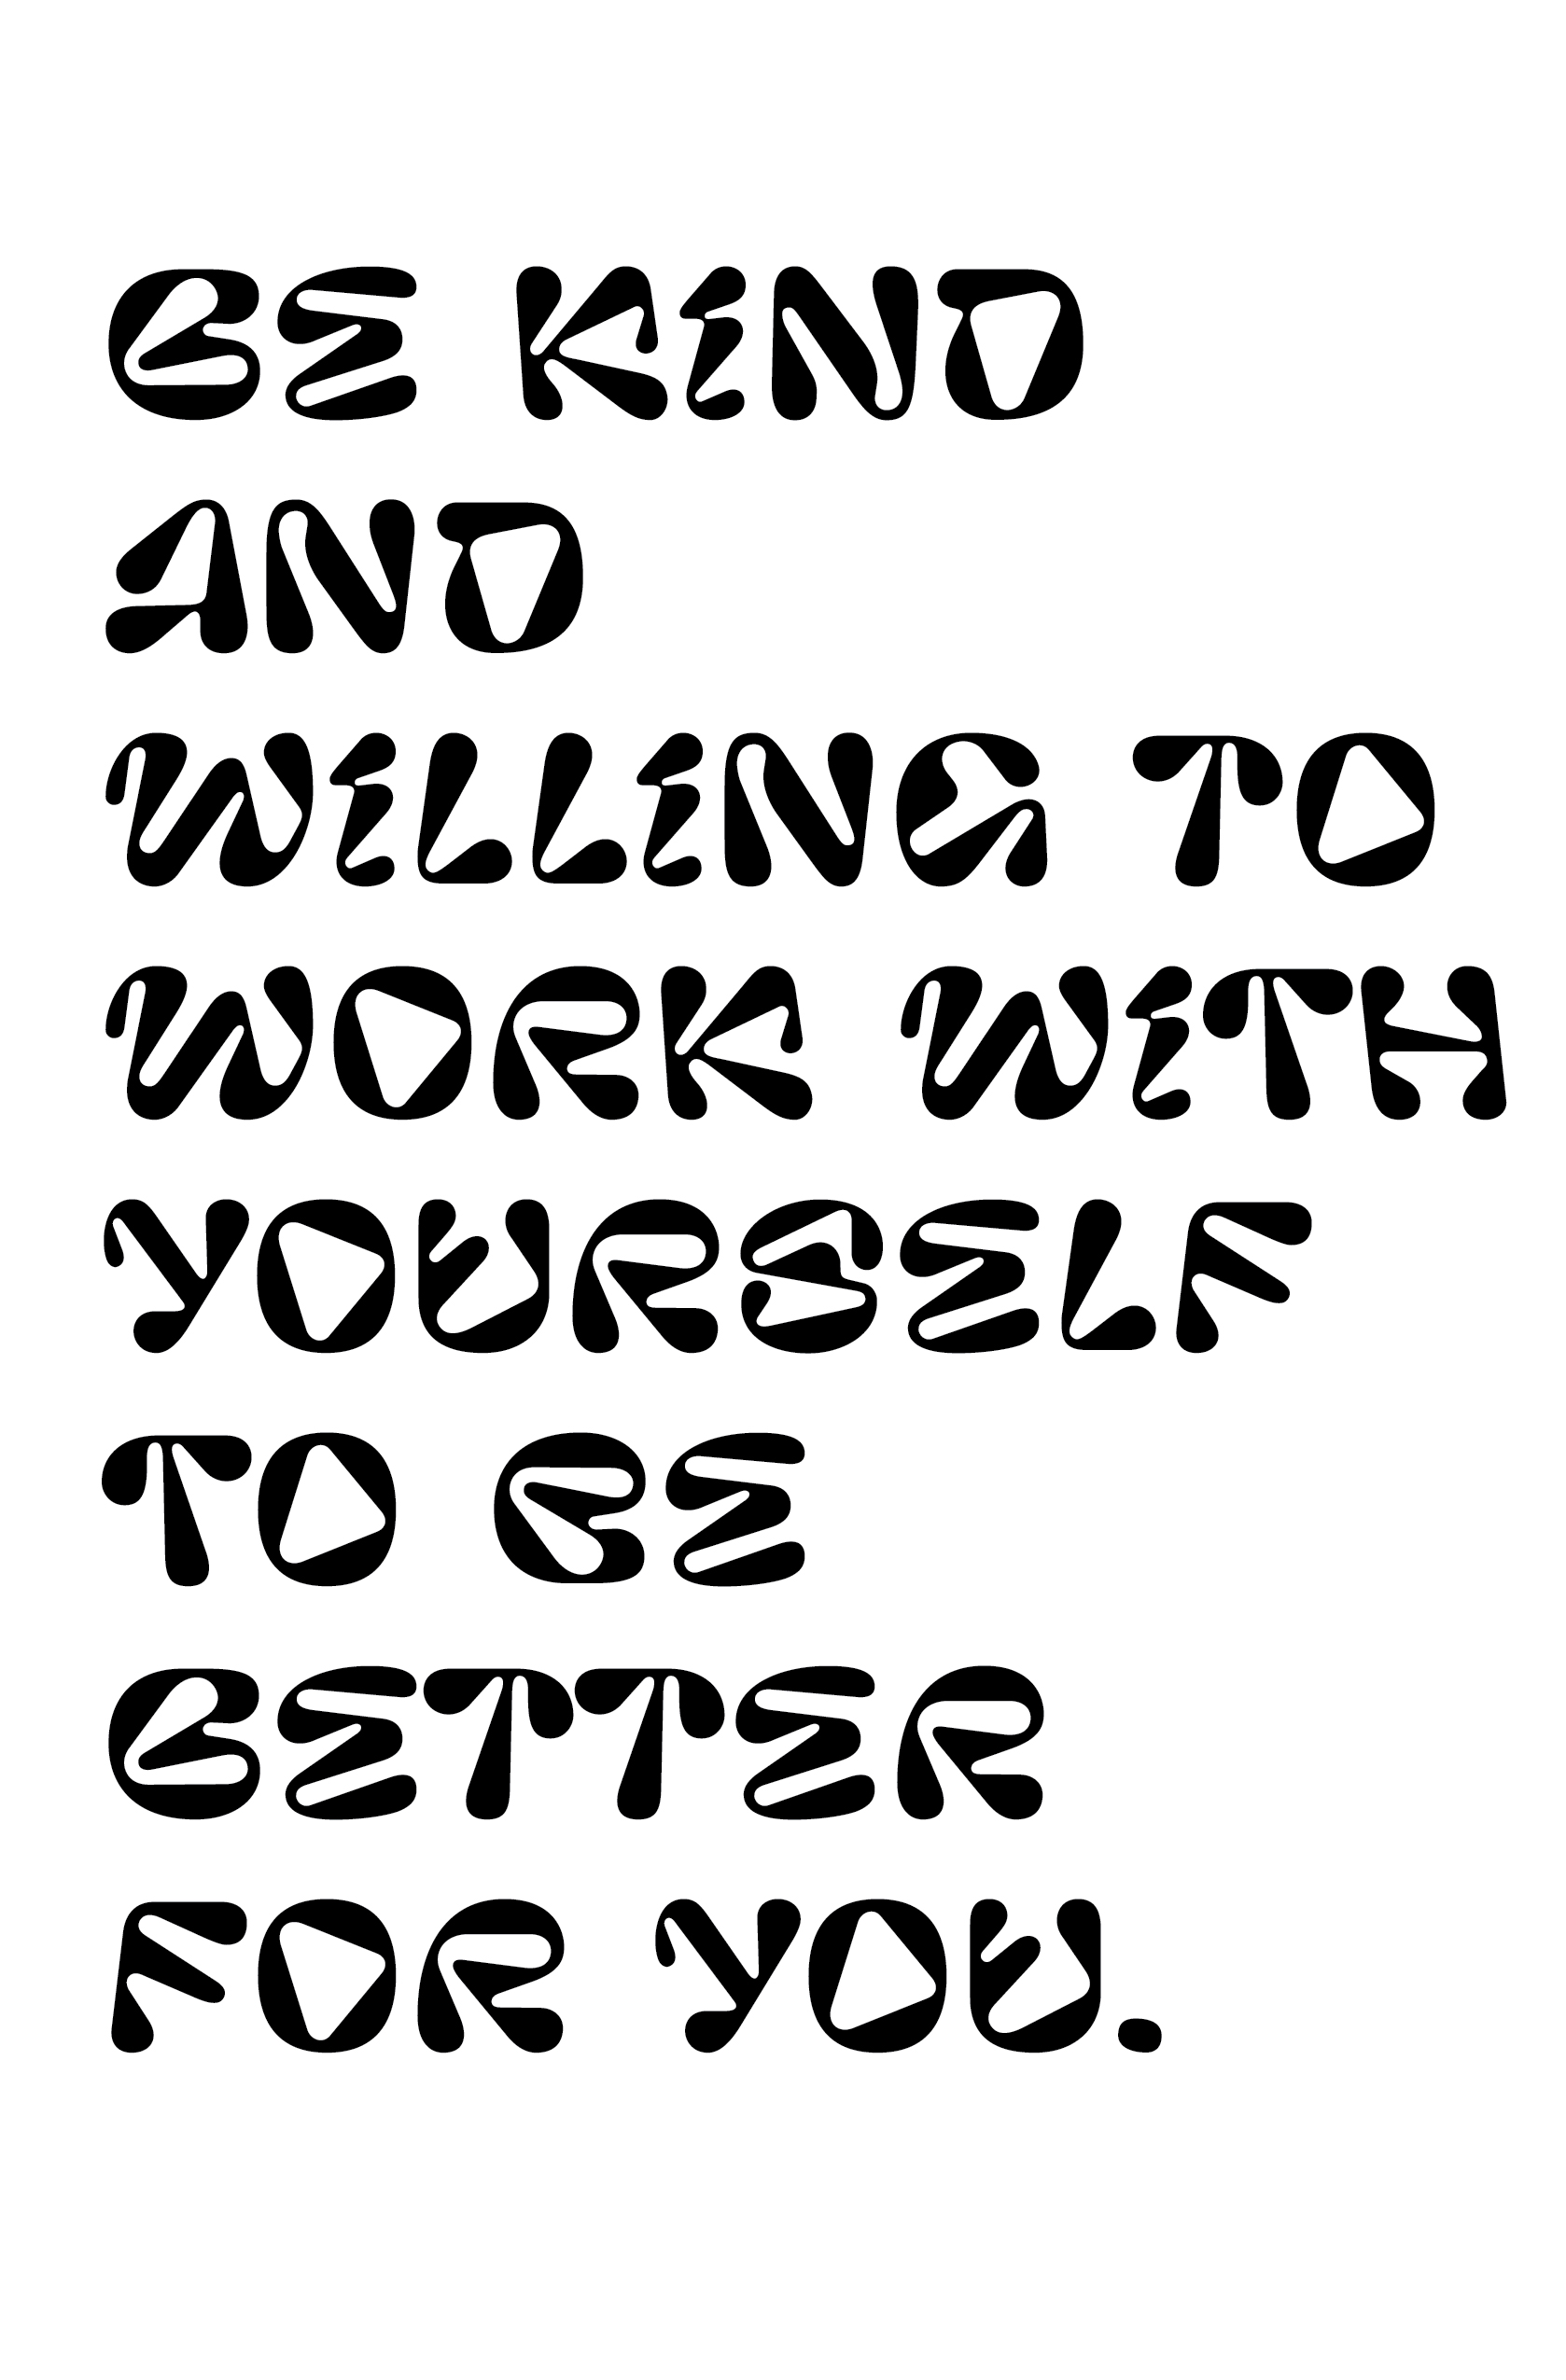 BE KiND
AND
WiLLiNG TO
WORK WiTH
YOURSELF
TO BE
BETTER
FOR YOU.